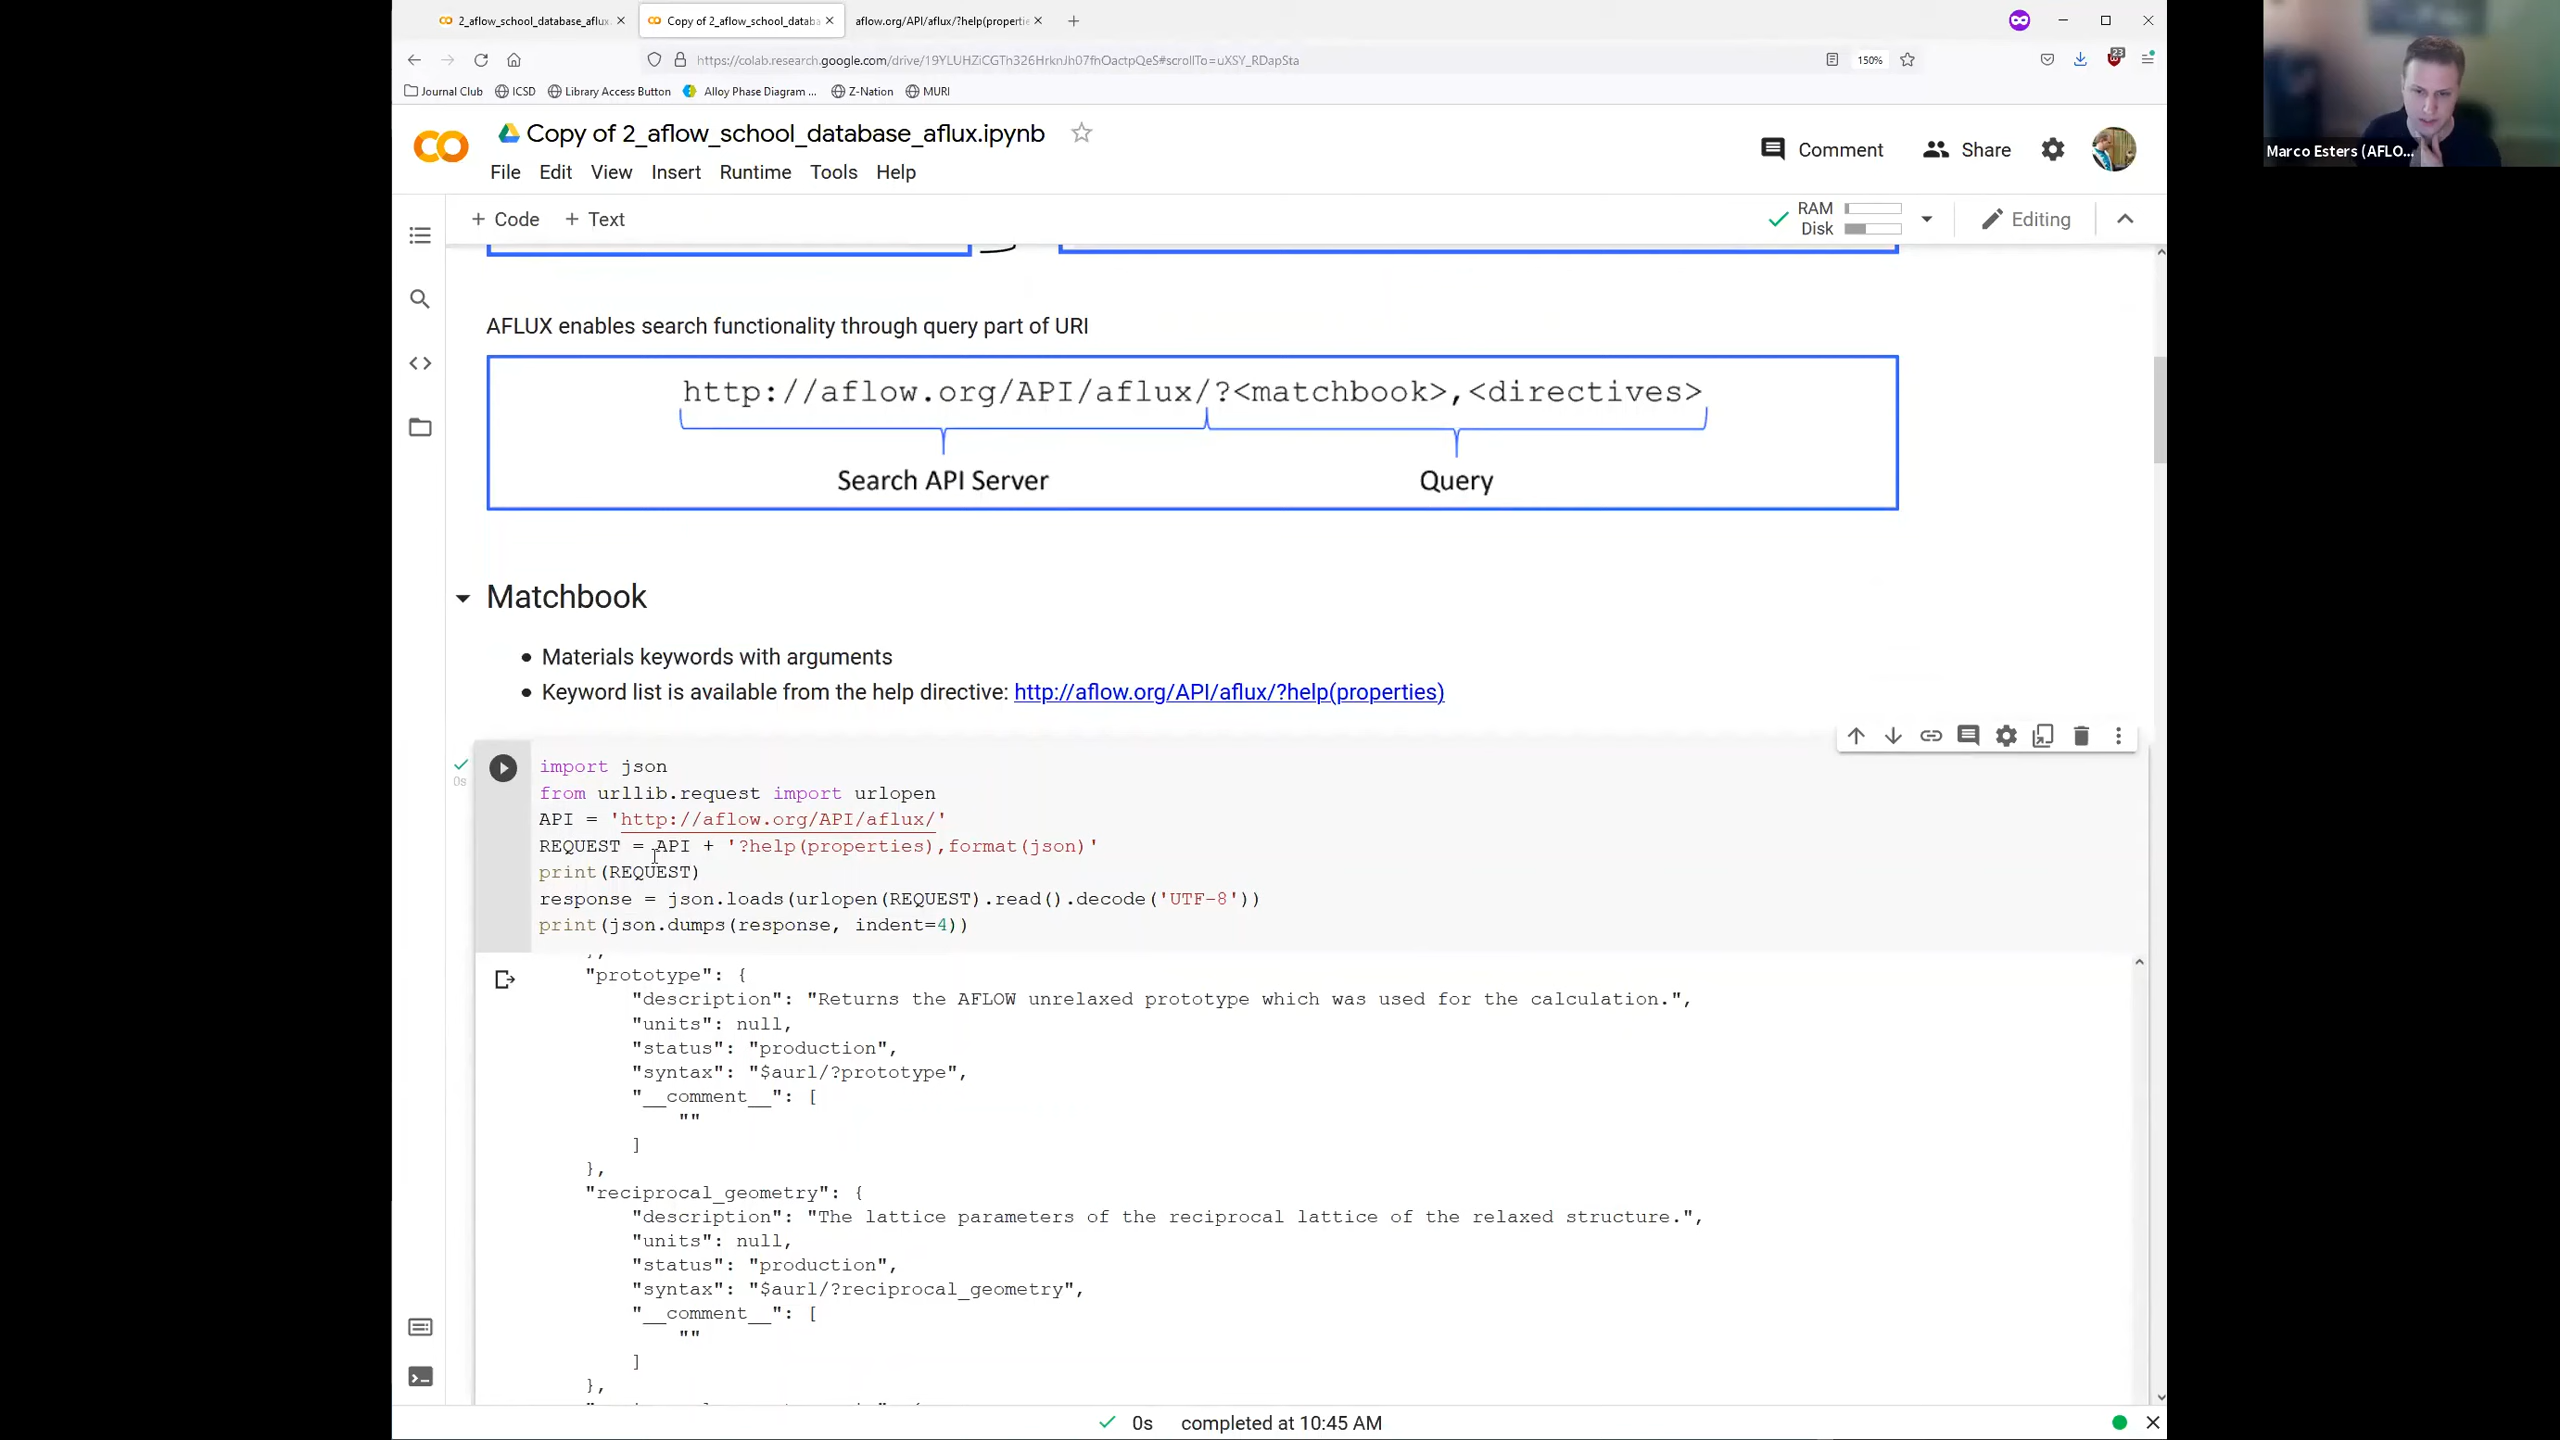 2_aflow_school_database_aflux.
Copy of 2_aflow_school_databa
aflow.org/API/aflux/?help(properti
https://colab.research.google.com/drive/19YLUHZiCGTh326HrknJh07fhOactpQeS#scrollTo=uXSY_RDapSta
150%
23
Journal Club
ICSD
Library Access Button
Alloy Phase Diagram ...
Z-Nation
MURI
Marco Esters (AFLO...
Copy of 2_aflow_school_database_aflux.ipynb
Comment
Share
File Edit View Insert Runtime Tools Help
+ Code + Text
RAM
Disk
Editing
AFLUX enables search functionality through query part of URI
http://aflow.org/API/aflux/?<matchbook>,<directives>
Search API Server
Query
Matchbook
Materials keywords with arguments
Keyword list is available from the help directive: http://aflow.org/API/aflux/?help(properties)
0s
import json
from urllib.request import urlopen
API = 'http://aflow.org/API/aflux/'
REQUEST = API + '?help(properties),format(json)'
print(REQUEST)
response = json.loads(urlopen(REQUEST).read().decode('UTF-8'))
print(json.dumps(response, indent=4))
},
"prototype": {
"description": "Returns the AFLOW unrelaxed prototype which was used for the calculation.",
"units": null,
"status": "production",
"syntax": "$aurl/?prototype",
"__comment__": [
""
]
},
"reciprocal_geometry": {
"description": "The lattice parameters of the reciprocal lattice of the relaxed structure.",
"units": null,
"status": "production",
"syntax": "$aurl/?reciprocal_geometry",
"__comment__": [
""
]
},
0s completed at 10:45 AM